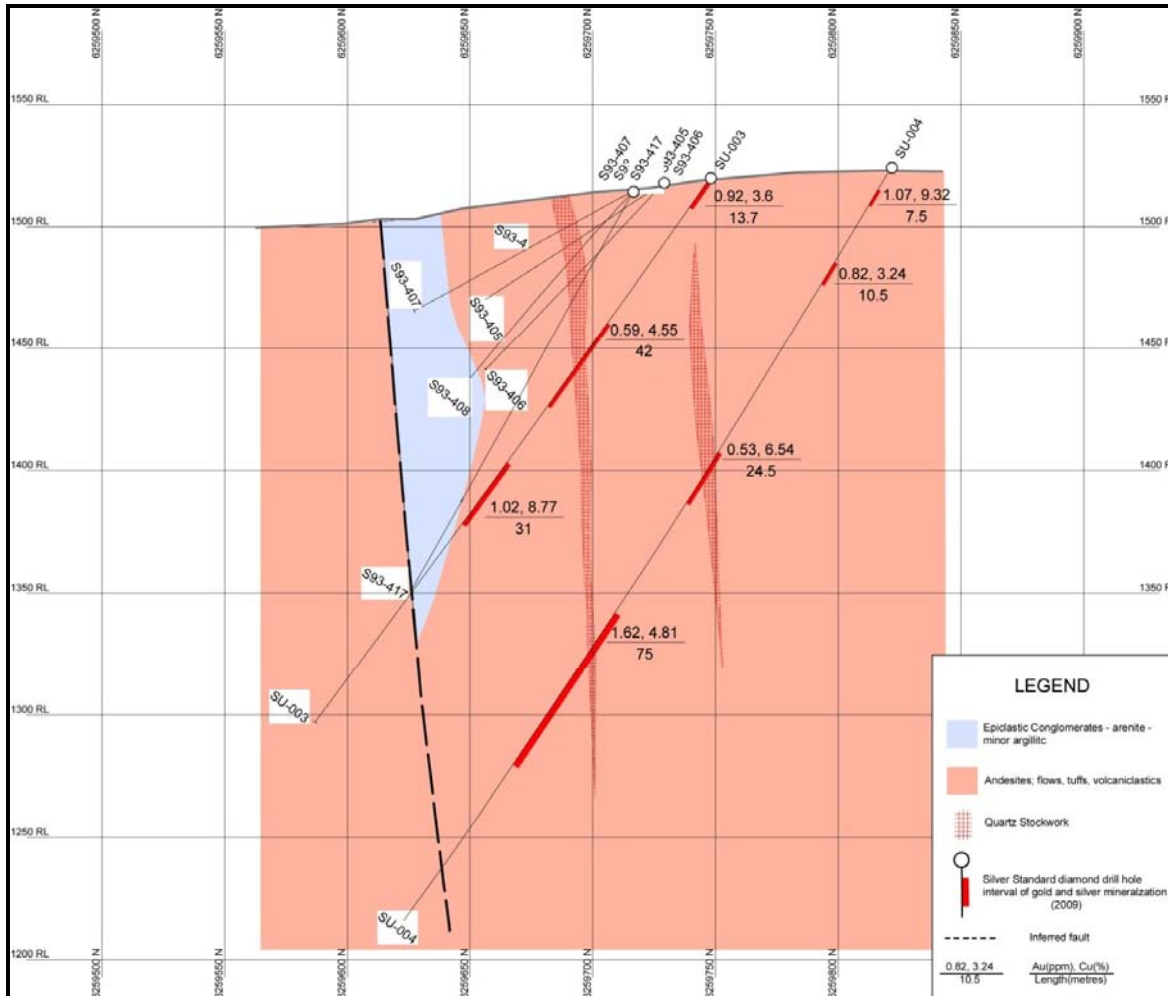 6259500 N
6259550 N
6259600 N
6259650 N
6259700 N
6259750 N
6259800 N
6259850 N
6259900 N
1550 RL
1550 R
S93-407
S93-417
S93-405
S93-406
SU-003
SU-004
1500 RL
1500 R
0.92, 3.6
13.7
1.07, 9.32
7.5
S93-4
S93-407
0.82, 3.24
10.5
S93-405
1450 RL
1450 R
0.59, 4.55
42
S93-408
S93-406
1400 RL
1400 R
0.53, 6.54
24.5
1.02, 8.77
31
1350 RL
1350 R
S93-417
1.62, 4.81
75
1300 RL
SU-003
1250 RL
SU-004
1200 RL
6259500 N
6259550 N
6259600 N
6259650 N
6259700 N
6259750 N
6259800 N
6259850 N
6259900 N
LEGEND
Epiclastic Conglomerates - arenite -
minor argillitc
Andesites; flows, tuffs, volcaniclastics
Quartz Stockwork
Silver Standard diamond drill hole
interval of gold and silver mineralzation
(2009)
Inferred fault
0.82, 3.24
10.5
Au(ppm), Cu(%)
Length(metres)